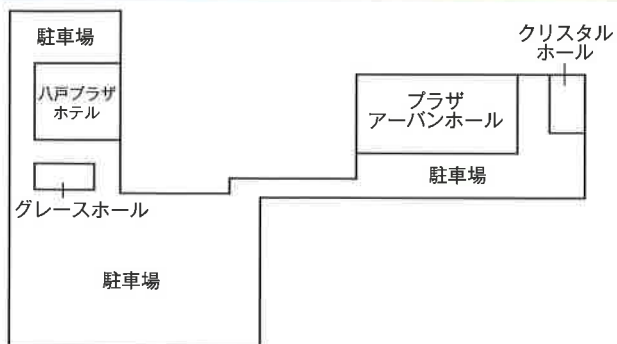 駐車場
八戸プラザ
ホテル
グレースホール
駐車場
プラザ
アーバンホール
クリスタル
ホール
駐車場